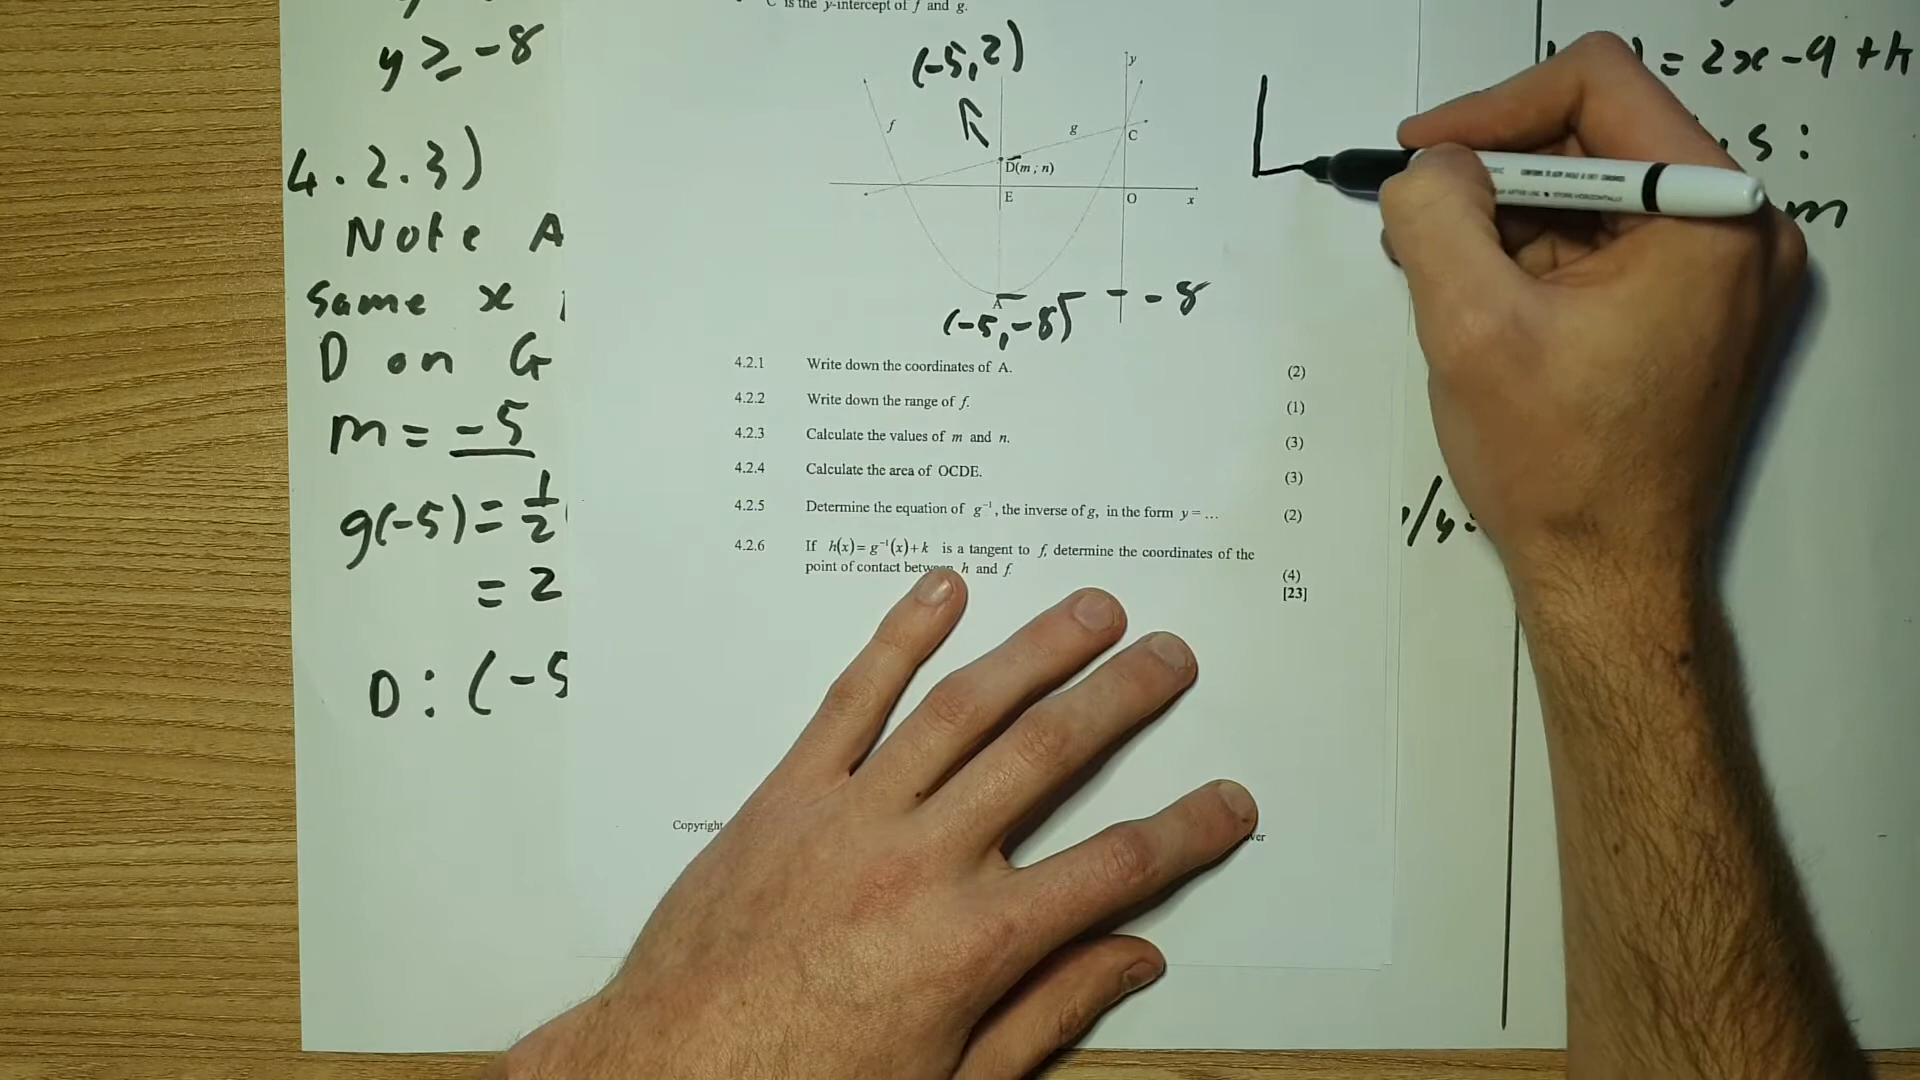 C is the y-intercept of f and g.
y ≥ -8
(-5,2)
y
= 2x - 9 + k
f
g
C
4.2.3)
D(m ; n)
s:
E
O
x
m
Note A
same x
A
(-5,-8)
- -8
D on G
4.2.1 Write down the coordinates of A. (2)
4.2.2 Write down the range of f. (1)
m = -5
4.2.3 Calculate the values of m and n. (3)
4.2.4 Calculate the area of OCDE. (3)
g(-5) = 1/2
4.2.5 Determine the equation of g⁻¹, the inverse of g, in the form y = ... (2)
4.2.6 If h(x) = g⁻¹(x) + k is a tangent to f, determine the coordinates of the
point of contact h and f. (4)
[23]
= 2
D : (-5
Copyright